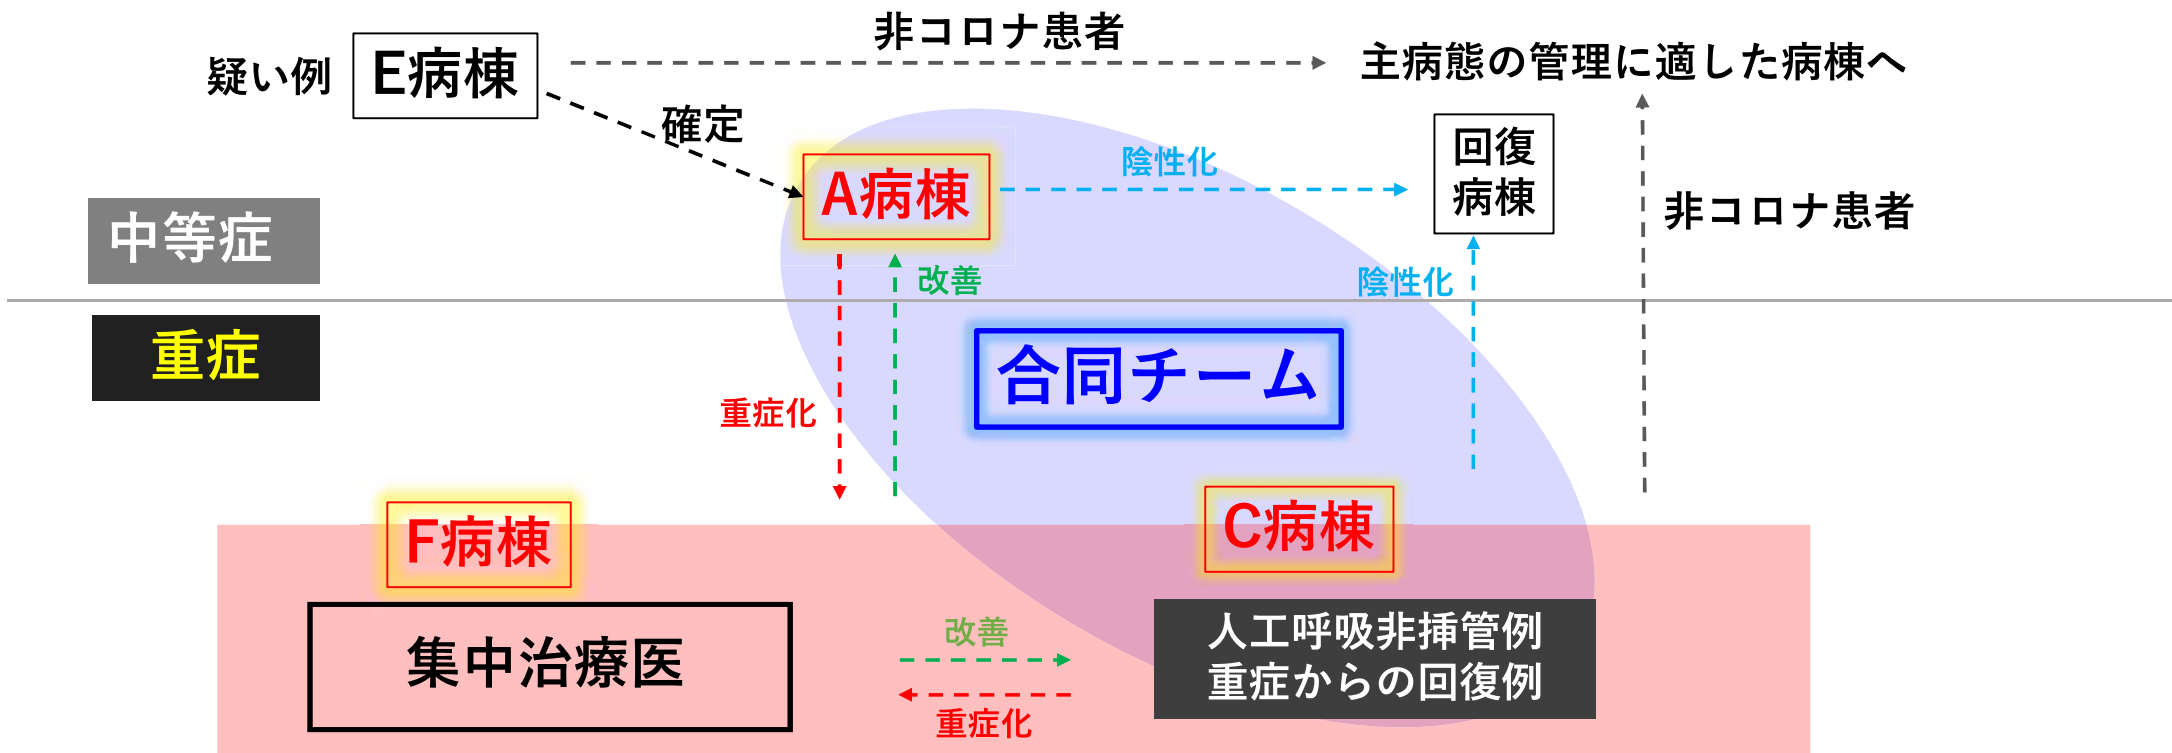 非コロナ患者
疑い例
E病棟
主病態の管理に適した病棟へ
確定
A病棟
陰性化
回復
病棟
非コロナ患者
中等症
改善
陰性化
重症
合同チーム
重症化
F病棟
C病棟
集中治療医
改善
人工呼吸非挿管例
重症からの回復例
重症化